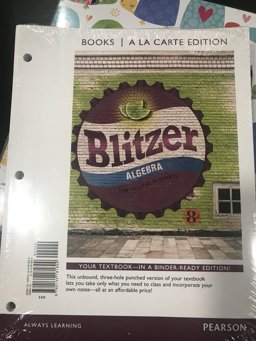 BOOKS | A LA CARTE EDITION
Blitzer
ALGEBRA
FOR COLLEGE STUDENTS
8e
YOUR TEXTBOOK—IN A BINDER-READY EDITION!
This unbound, three-hole punched version of your textbook
lets you take only what you need to class and incorporate your
own notes—all at an affordable price!
EAN
ALWAYS LEARNING
PEARSON